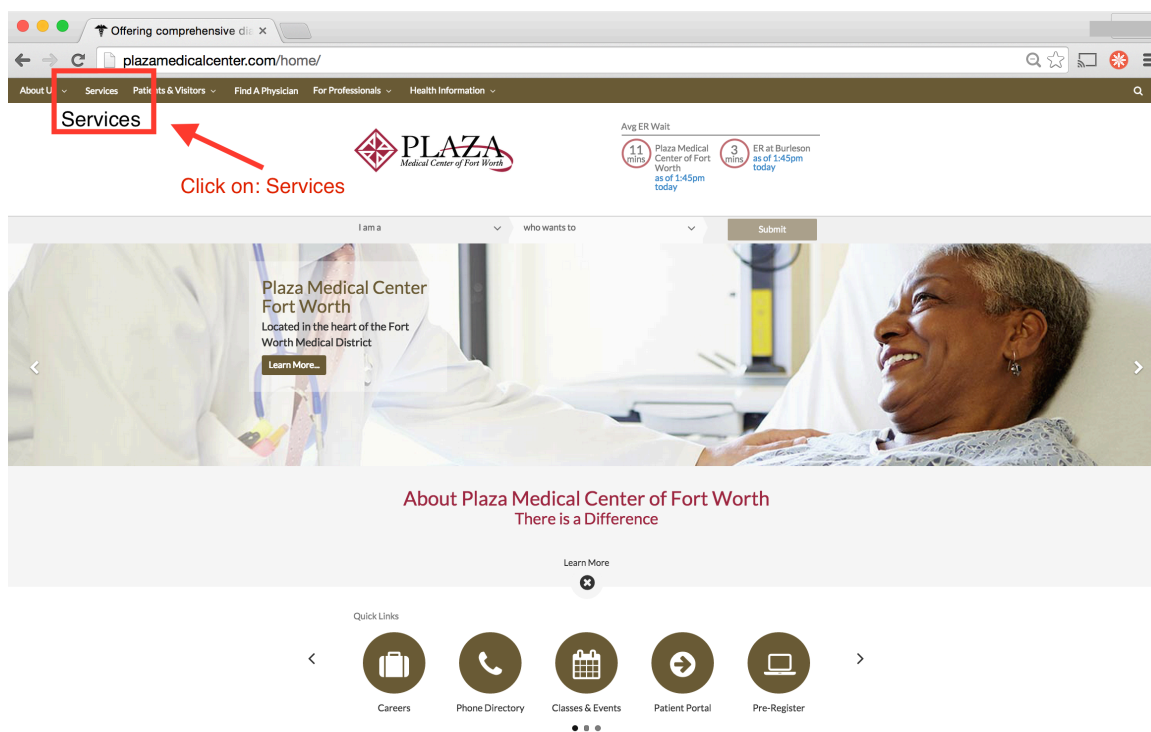 Offering comprehensive dia
plazamedicalcenter.com/home/
About U Services Patients & Visitors Find A Physician For Professionals Health Information
Services
Click on: Services
PLAZA
Medical Center of Fort Worth
Avg ER Wait
11 mins
Plaza Medical
Center of Fort
Worth
as of 1:45pm
today
3 mins
ER at Burleson
as of 1:45pm
today
I am a who wants to Submit
Plaza Medical Center
Fort Worth
Located in the heart of the Fort
Worth Medical District
Learn More...
About Plaza Medical Center of Fort Worth
There is a Difference
Learn More
Quick Links
Careers Phone Directory Classes & Events Patient Portal Pre-Register